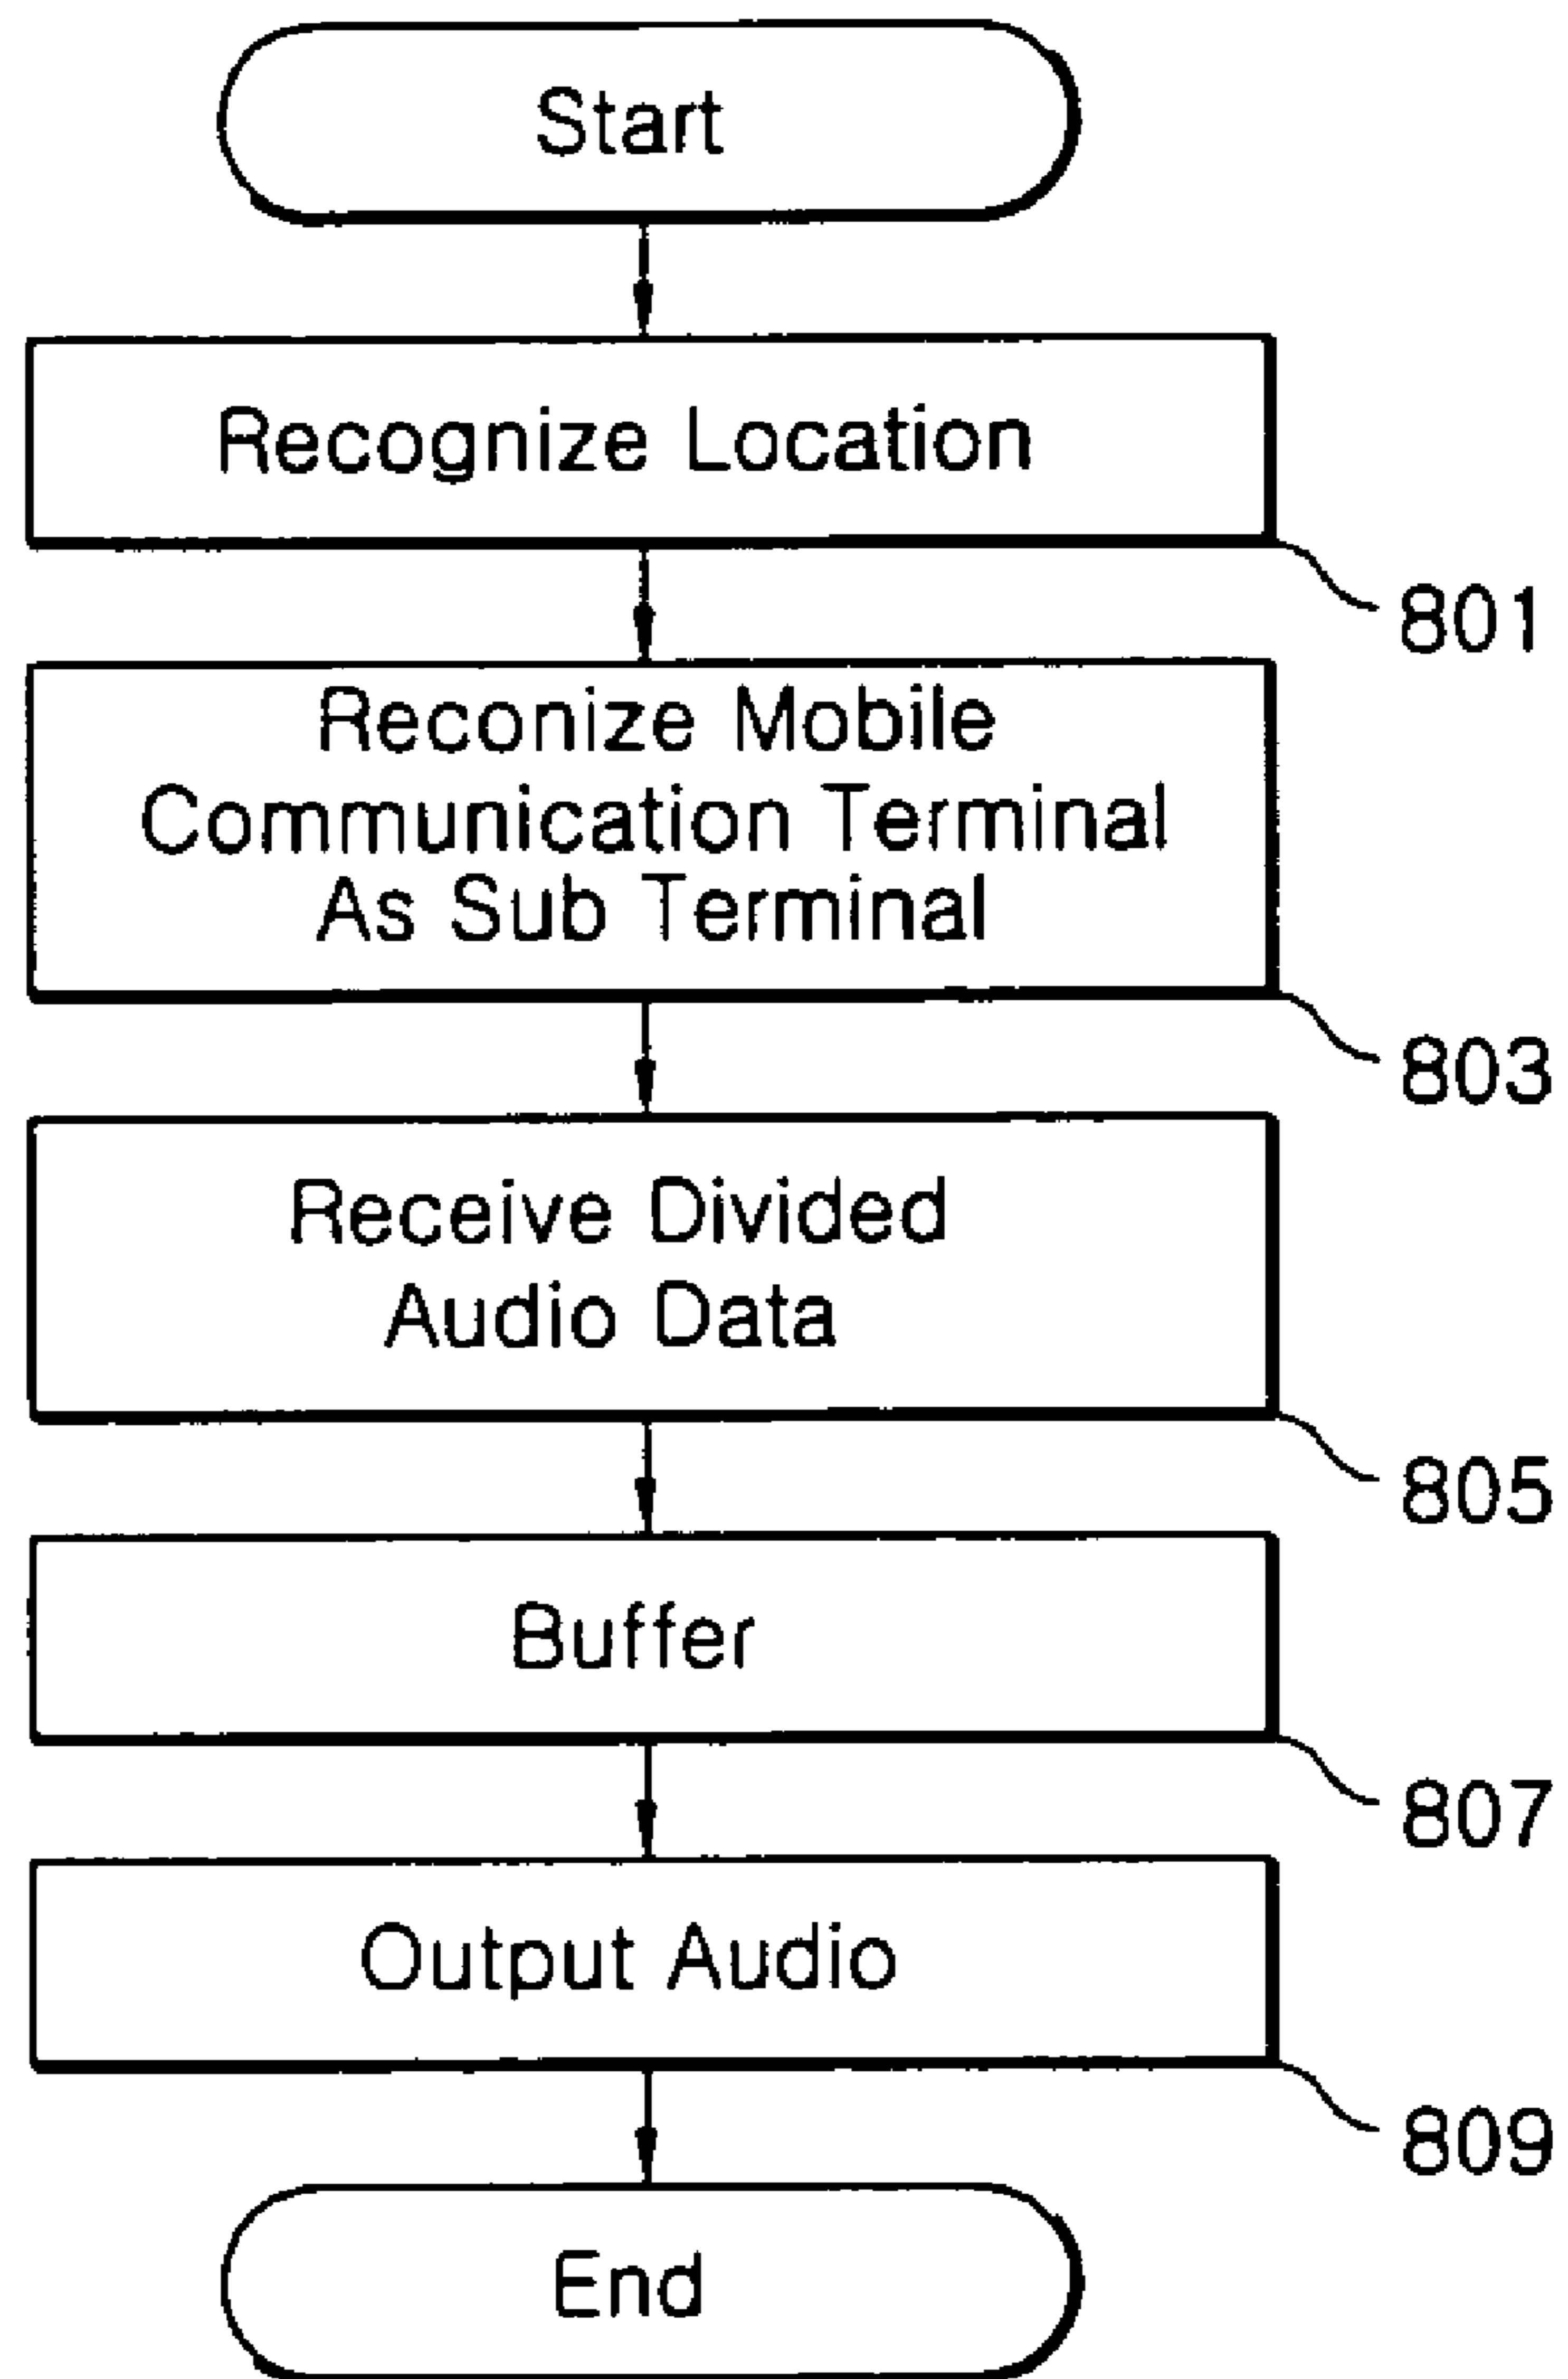 Start
Recognize Location
801
Reconize Mobile
Communication Terminal
As Sub Terminal
803
Receive Divided
Audio Data
805
Buffer
807
Output Audio
809
End